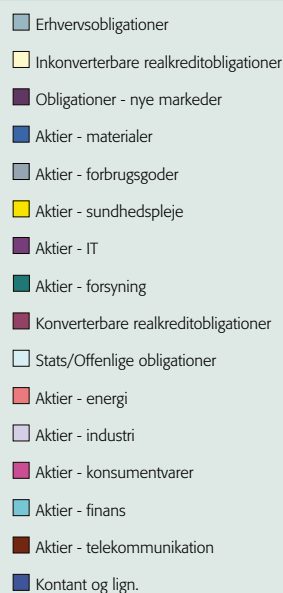 Erhvervsobligationer
Inkonverterbare realkreditobligationer
Obligationer - nye markeder
Aktier - materialer
Aktier - forbrugsgoder
Aktier - sundhedspleje
Aktier - IT
Aktier - forsyning
Konverterbare realkreditobligationer
Stats/Offentlige obligationer
Aktier - energi
Aktier - industri
Aktier - konsumentvarer
Aktier - finans
Aktier - telekommunikation
Kontant og lign.